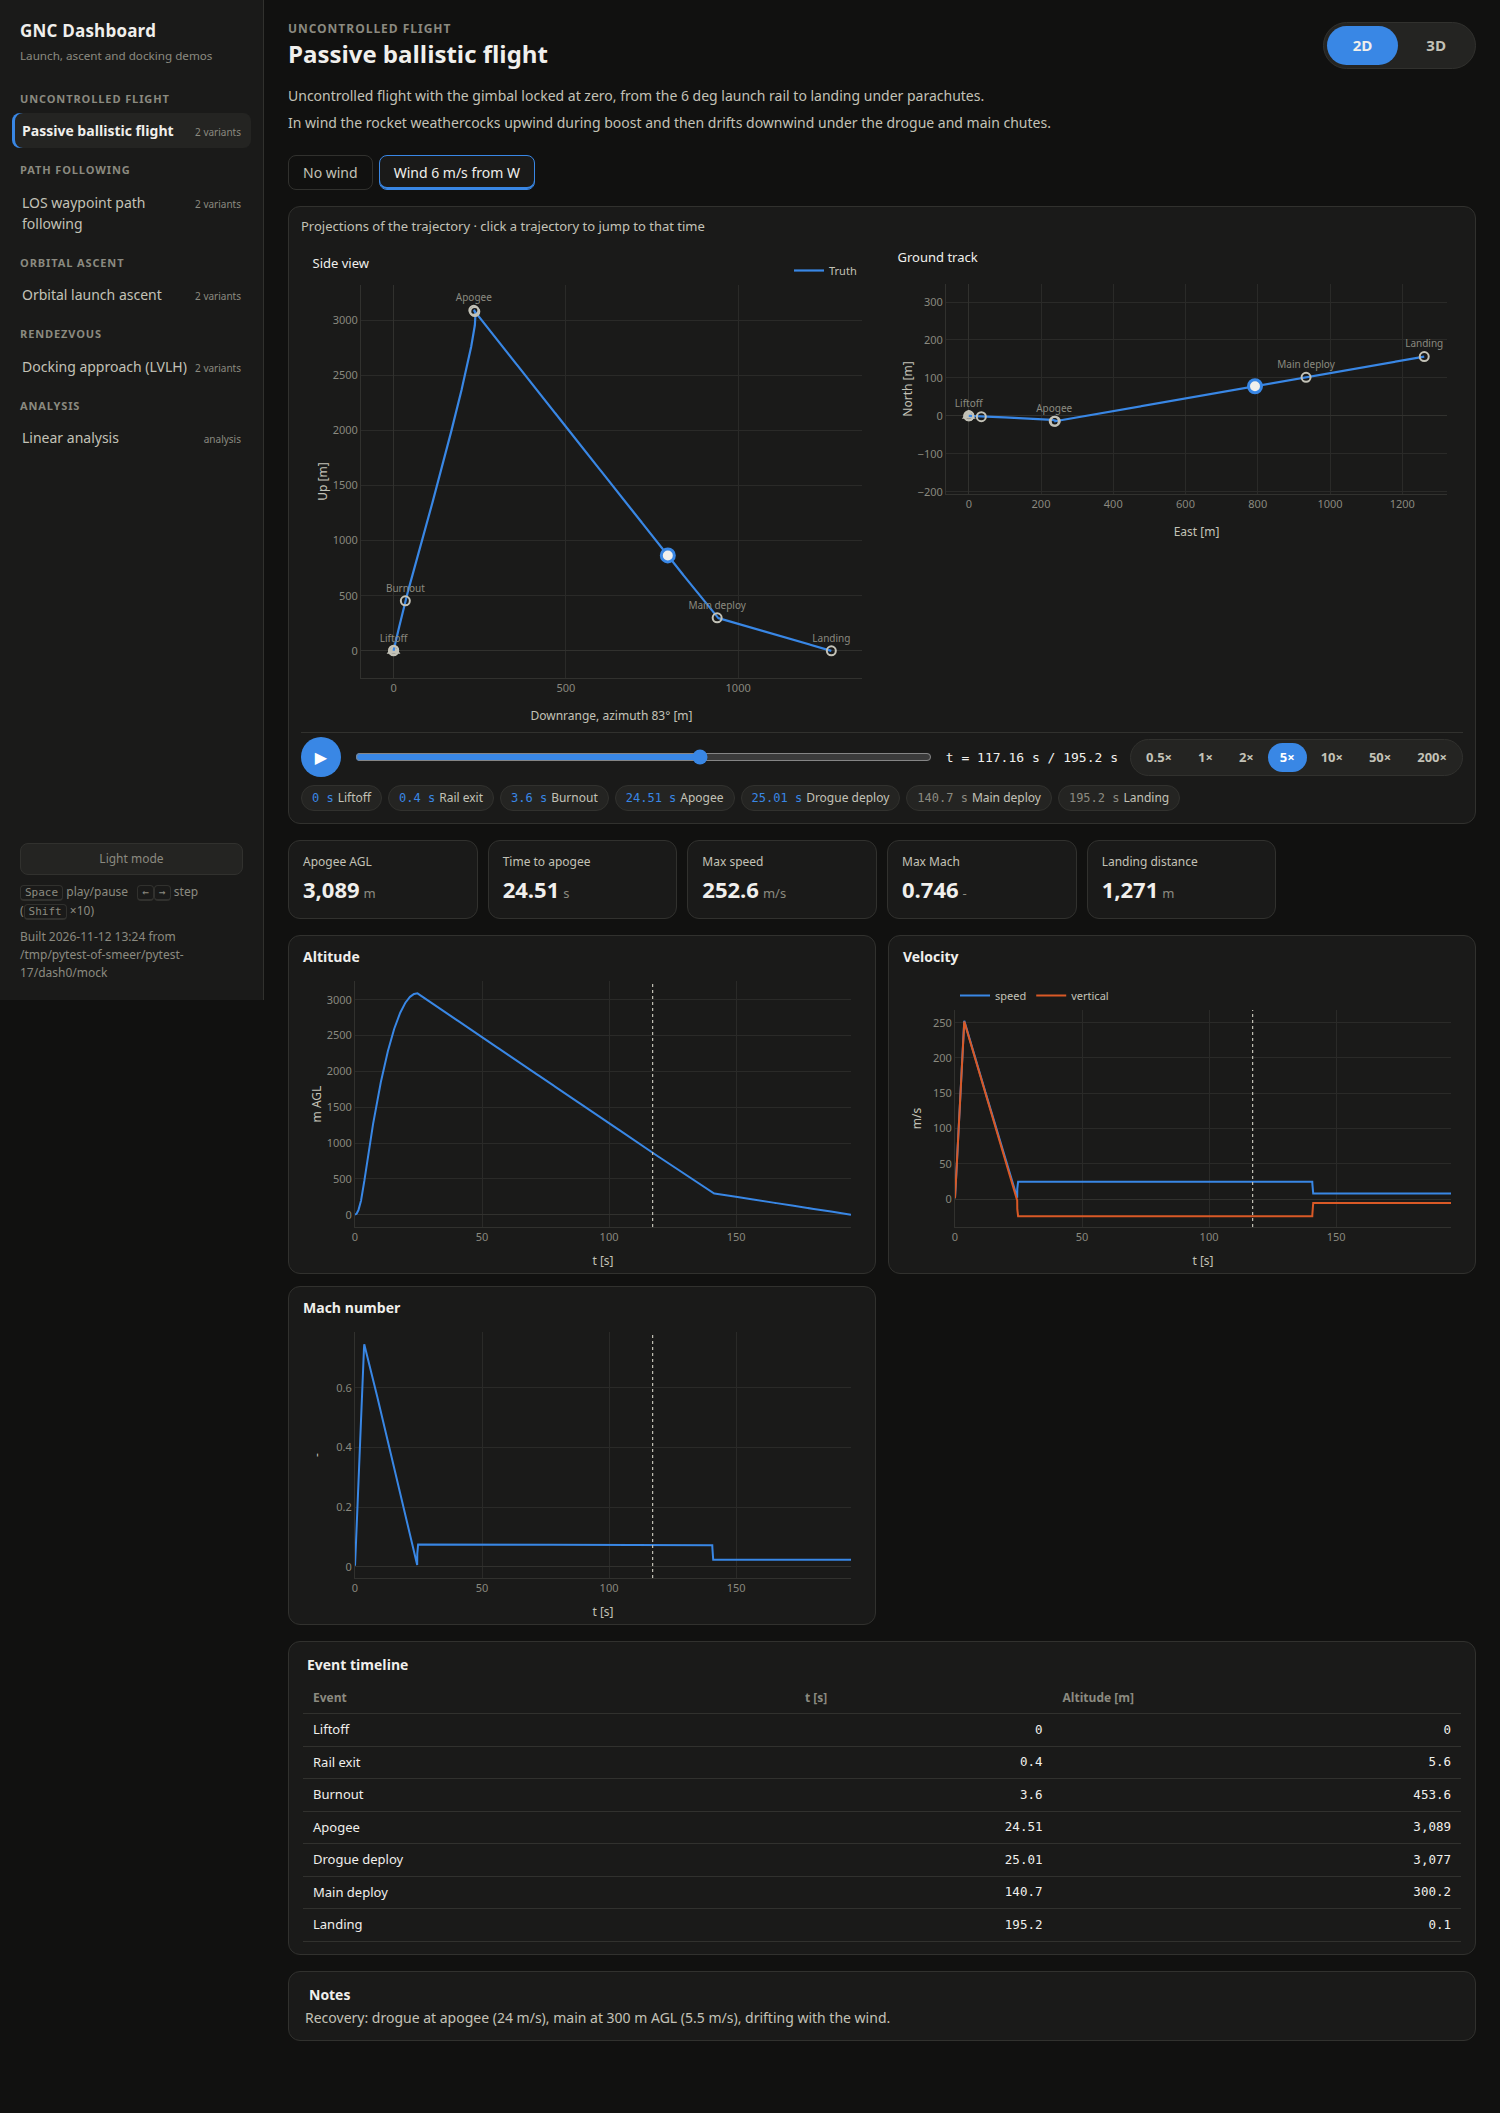 GNC Dashboard
Launch, ascent and docking demos
UNCONTROLLED FLIGHT
Passive ballistic flight 2 variants
PATH FOLLOWING
LOS waypoint path following 2 variants
ORBITAL ASCENT
Orbital launch ascent 2 variants
RENDEZVOUS
Docking approach (LVLH) 2 variants
ANALYSIS
Linear analysis analysis
Light mode
Space play/pause ← → step
(Shift ×10)
Built 2026-11-12 13:24 from
/tmp/pytest-of-smeer/pytest-
17/dash0/mock
UNCONTROLLED FLIGHT
Passive ballistic flight
2D 3D
Uncontrolled flight with the gimbal locked at zero, from the 6 deg launch rail to landing under parachutes.
In wind the rocket weathercocks upwind during boost and then drifts downwind under the drogue and main chutes.
No wind Wind 6 m/s from W
Projections of the trajectory · click a trajectory to jump to that time
Side view
Truth
Apogee
3000
2500
2000
Up [m]
1500
1000
Burnout
500
Main deploy
Liftoff
Landing
0
0 500 1000
Downrange, azimuth 83° [m]
Ground track
300
200
Landing
Main deploy
North [m]
100
Liftoff
Apogee
0
−100
−200
0 200 400 600 800 1000 1200
East [m]
▶ t = 117.16 s / 195.2 s 0.5× 1× 2× 5× 10× 50× 200×
0 s Liftoff 0.4 s Rail exit 3.6 s Burnout 24.51 s Apogee 25.01 s Drogue deploy 140.7 s Main deploy 195.2 s Landing
Apogee AGL
3,089 m
Time to apogee
24.51 s
Max speed
252.6 m/s
Max Mach
0.746 -
Landing distance
1,271 m
Altitude
3000
2500
2000
m AGL
1500
1000
500
0
0 50 100 150
t [s]
Velocity
speed vertical
250
200
150
m/s
100
50
0
0 50 100 150
t [s]
Mach number
0.6
-
0.4
0.2
0
0 50 100 150
t [s]
Event timeline
Event t [s] Altitude [m]
Liftoff 0 0
Rail exit 0.4 5.6
Burnout 3.6 453.6
Apogee 24.51 3,089
Drogue deploy 25.01 3,077
Main deploy 140.7 300.2
Landing 195.2 0.1
Notes
Recovery: drogue at apogee (24 m/s), main at 300 m AGL (5.5 m/s), drifting with the wind.